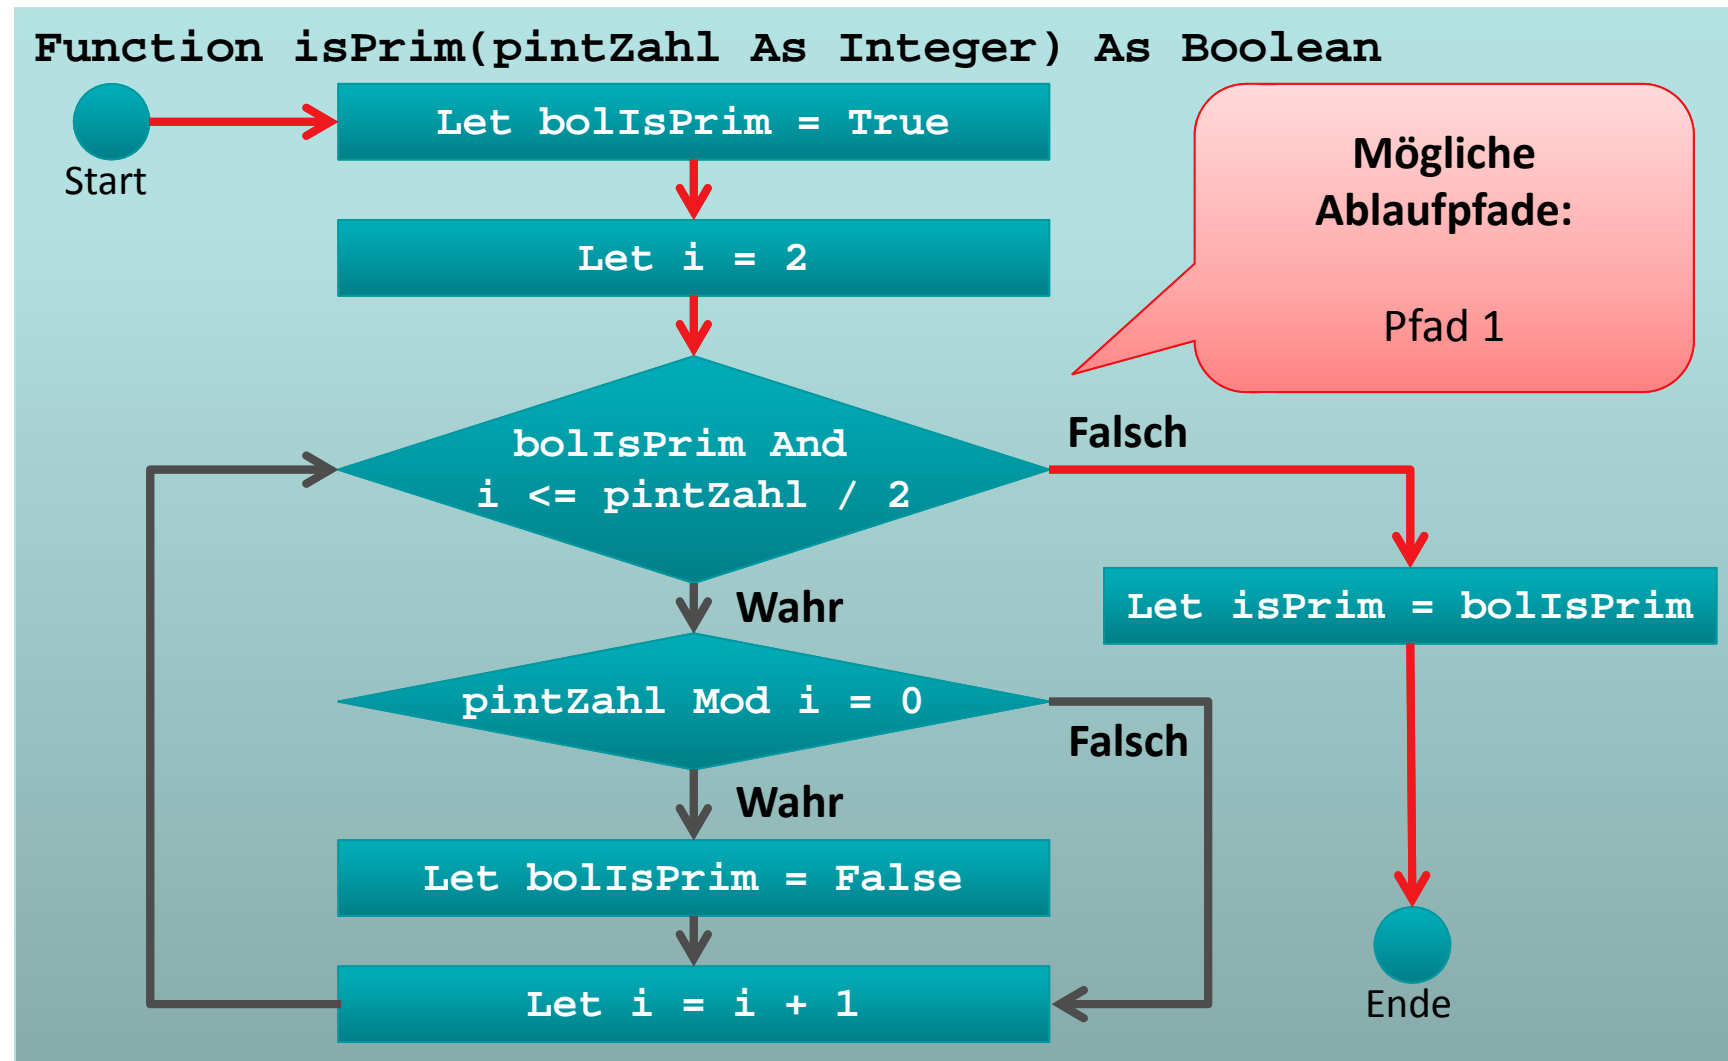 Function isPrim(pintZahl As Integer) As Boolean
Start
Let bolIsPrim = True
Let i = 2
Mögliche
Ablaufpfade:
Pfad 1
bolIsPrim And
i <= pintZahl / 2
Falsch
Wahr
Let isPrim = bolIsPrim
pintZahl Mod i = 0
Falsch
Wahr
Let bolIsPrim = False
Let i = i + 1
Ende